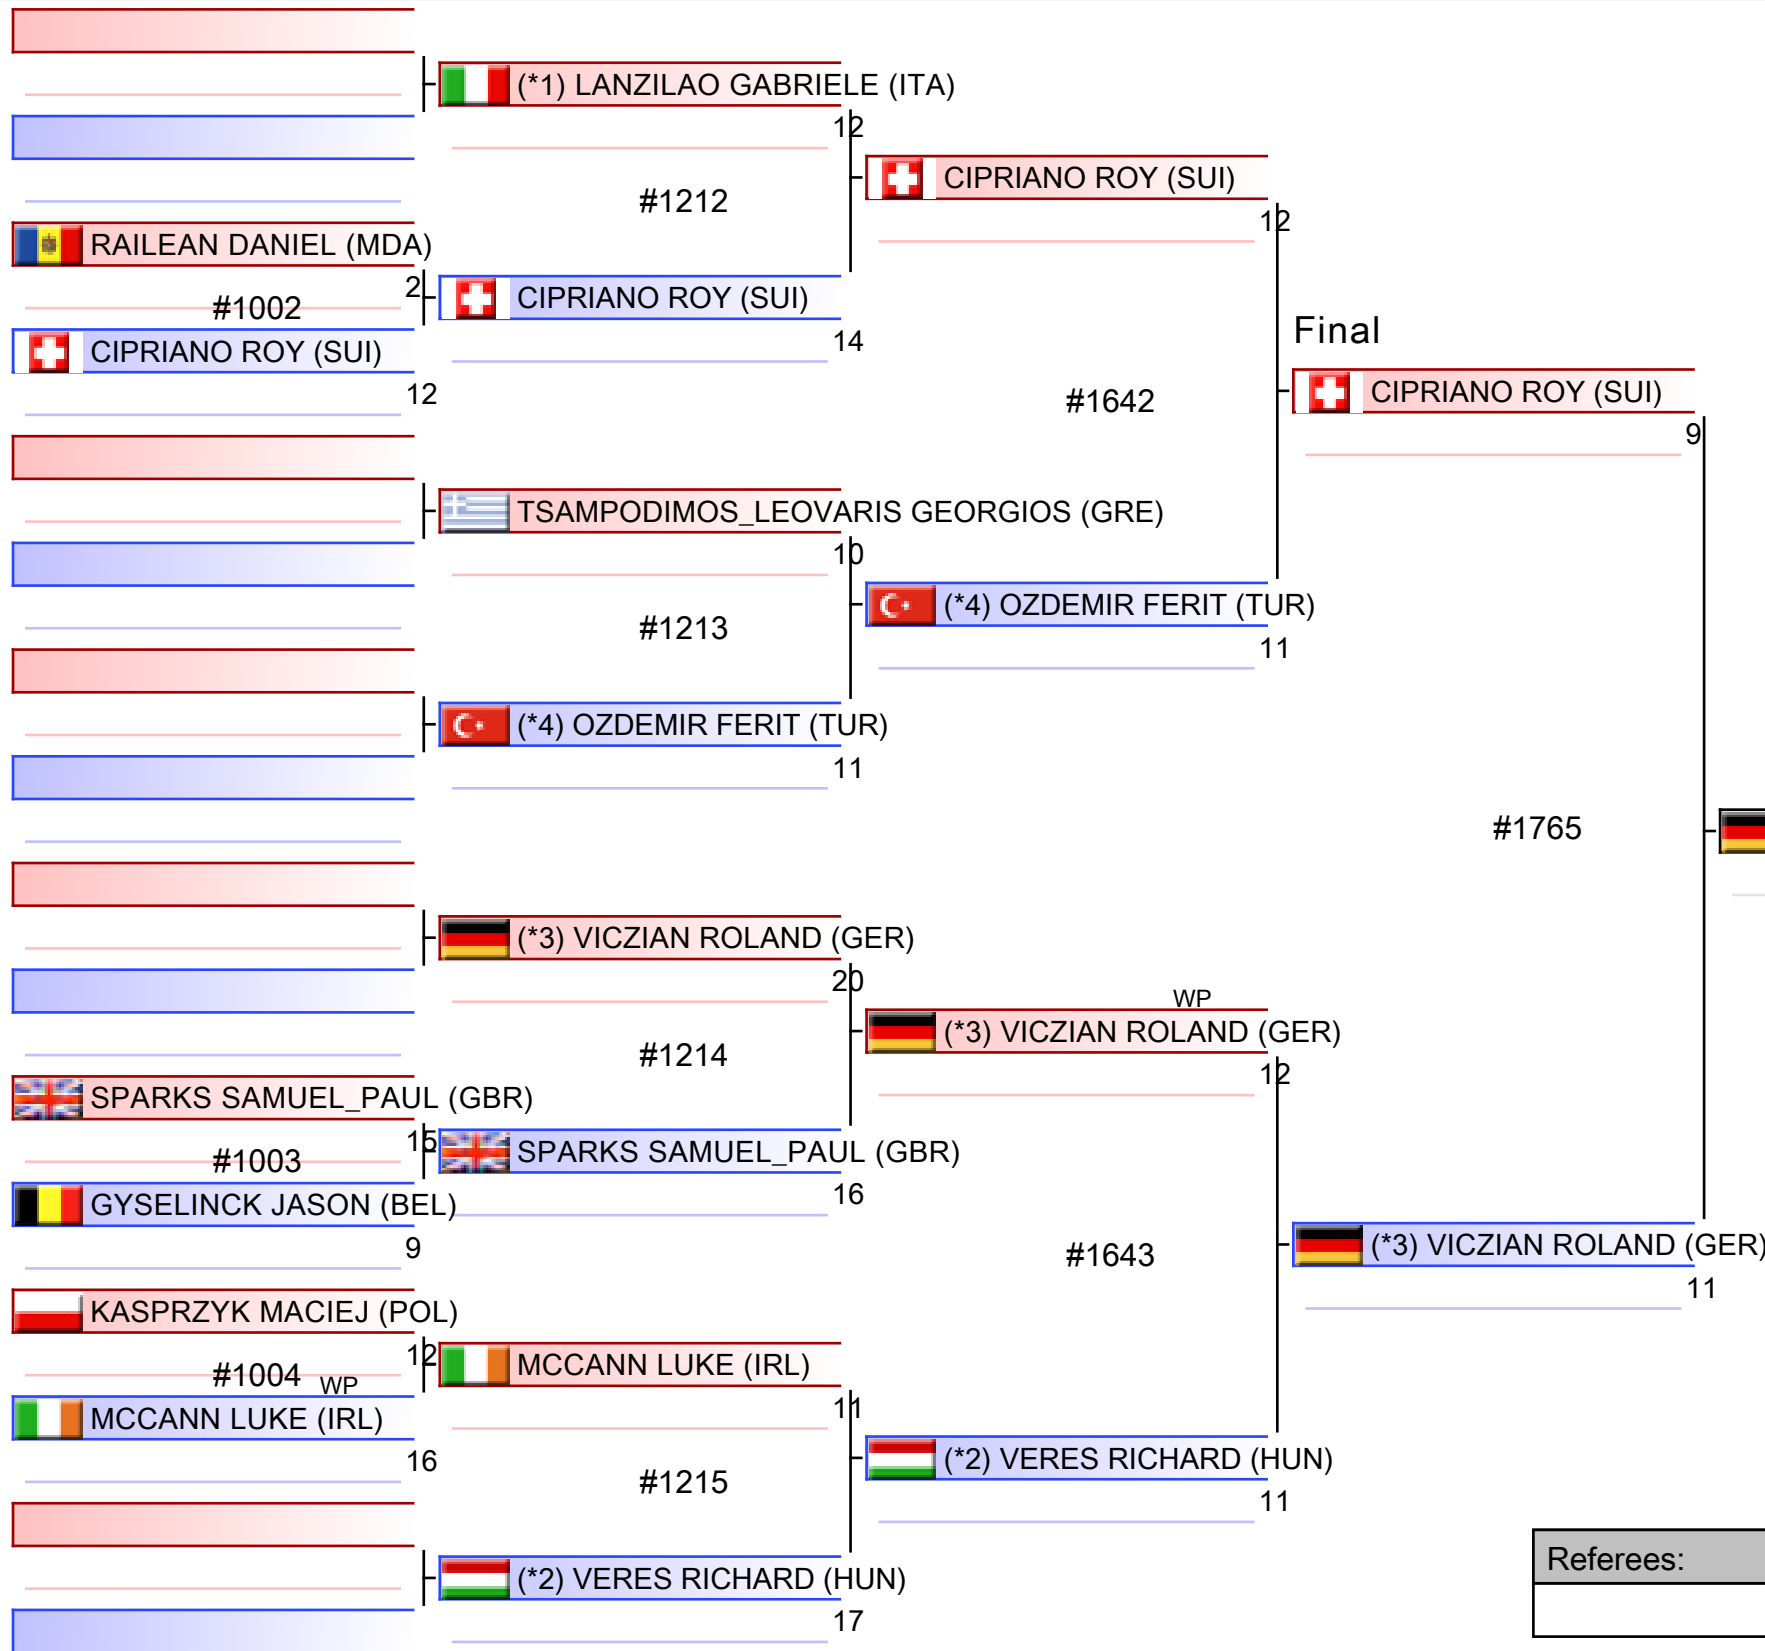 (*1) LANZILAO GABRIELE (ITA)
12
CIPRIANO ROY (SUI)
#1212
12
RAILEAN DANIEL (MDA)
2
#1002
CIPRIANO ROY (SUI)
14
CIPRIANO ROY (SUI)
12
Final
#1642
CIPRIANO ROY (SUI)
9
TSAMPODIMOS_LEOVARIS GEORGIOS (GRE)
10
(*4) OZDEMIR FERIT (TUR)
#1213
11
(*4) OZDEMIR FERIT (TUR)
11
#1765
(*3) VICZIAN ROLAND (GER)
20
WP
(*3) VICZIAN ROLAND (GER)
#1214
12
SPARKS SAMUEL_PAUL (GBR)
15
#1003
SPARKS SAMUEL_PAUL (GBR)
16
GYSELINCK JASON (BEL)
9
#1643
(*3) VICZIAN ROLAND (GER)
11
KASPRZYK MACIEJ (POL)
12
#1004 WP
MCCANN LUKE (IRL)
11
MCCANN LUKE (IRL)
16
(*2) VERES RICHARD (HUN)
#1215
11
(*2) VERES RICHARD (HUN)
17
Referees: